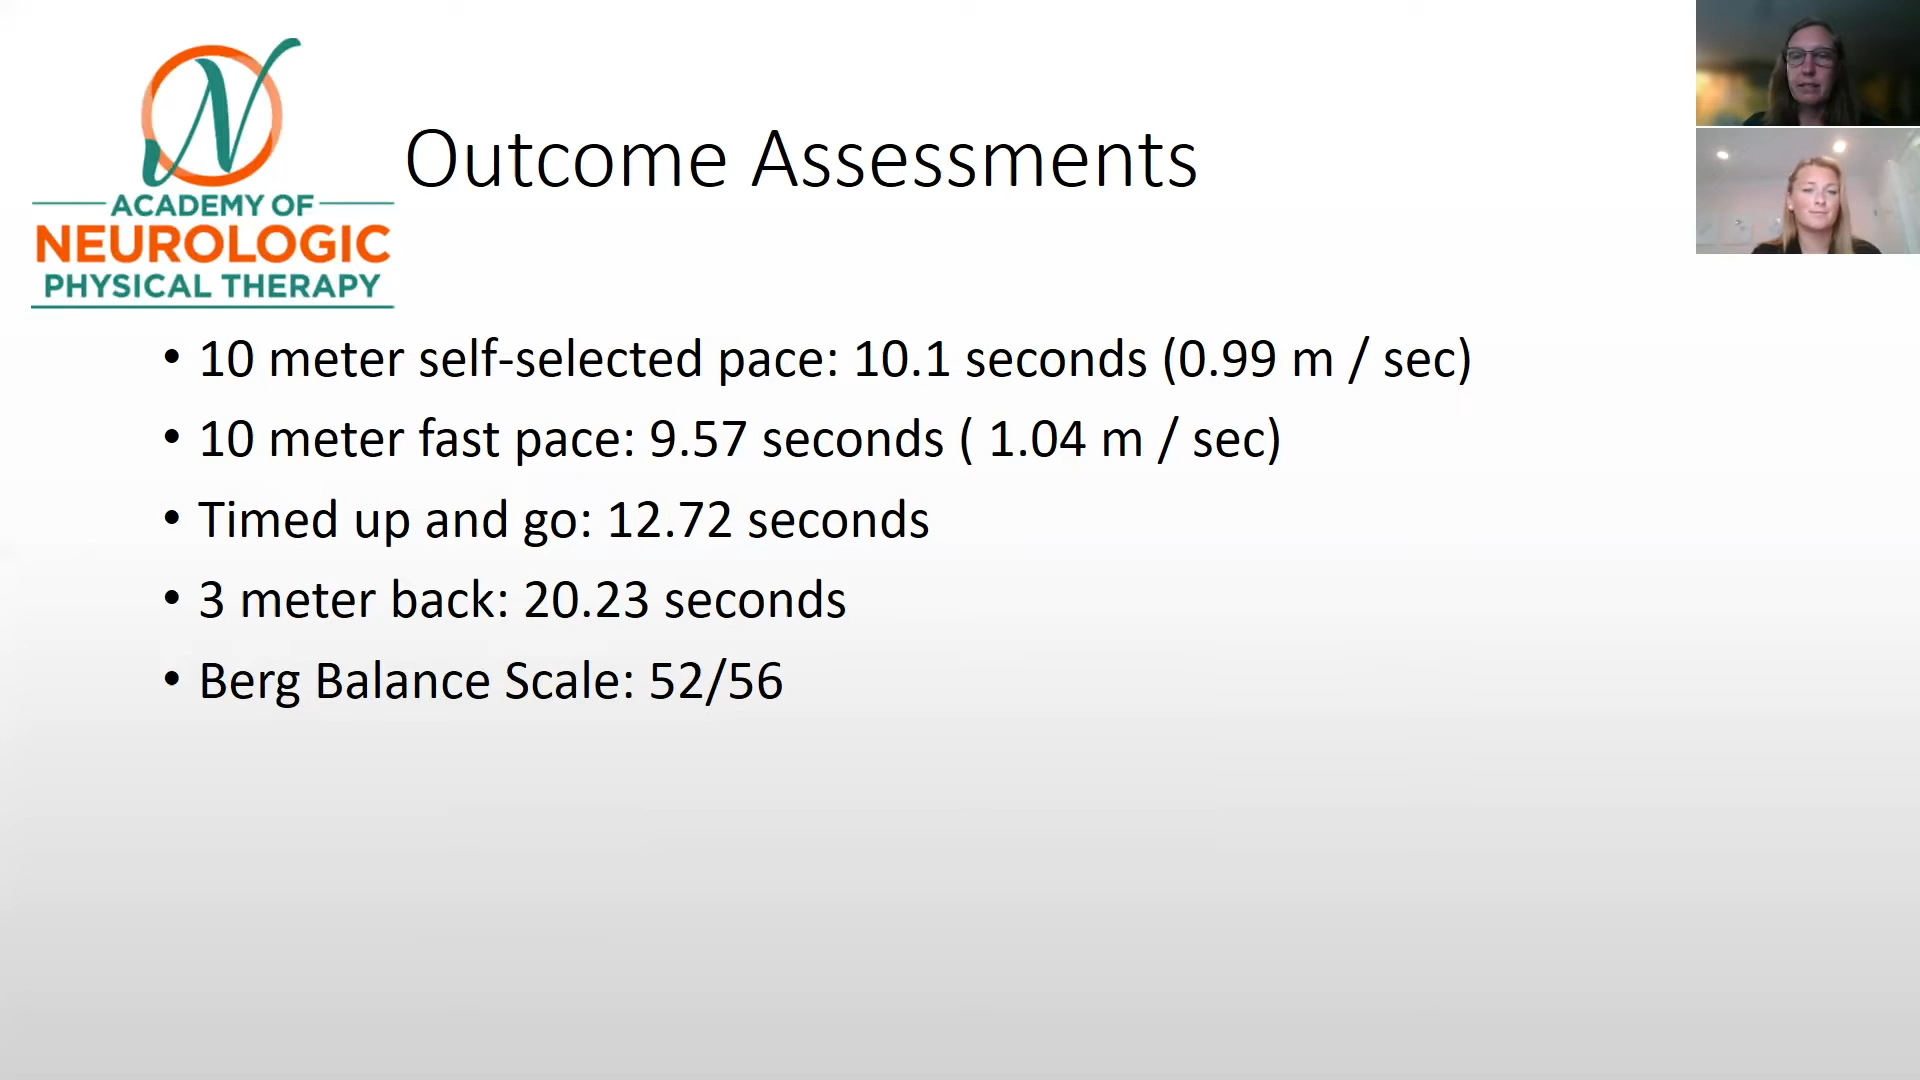 ACADEMY OF
NEUROLOGIC
PHYSICAL THERAPY
Outcome Assessments
• 10 meter self-selected pace: 10.1 seconds (0.99 m / sec)
• 10 meter fast pace: 9.57 seconds ( 1.04 m / sec)
• Timed up and go: 12.72 seconds
• 3 meter back: 20.23 seconds
• Berg Balance Scale: 52/56